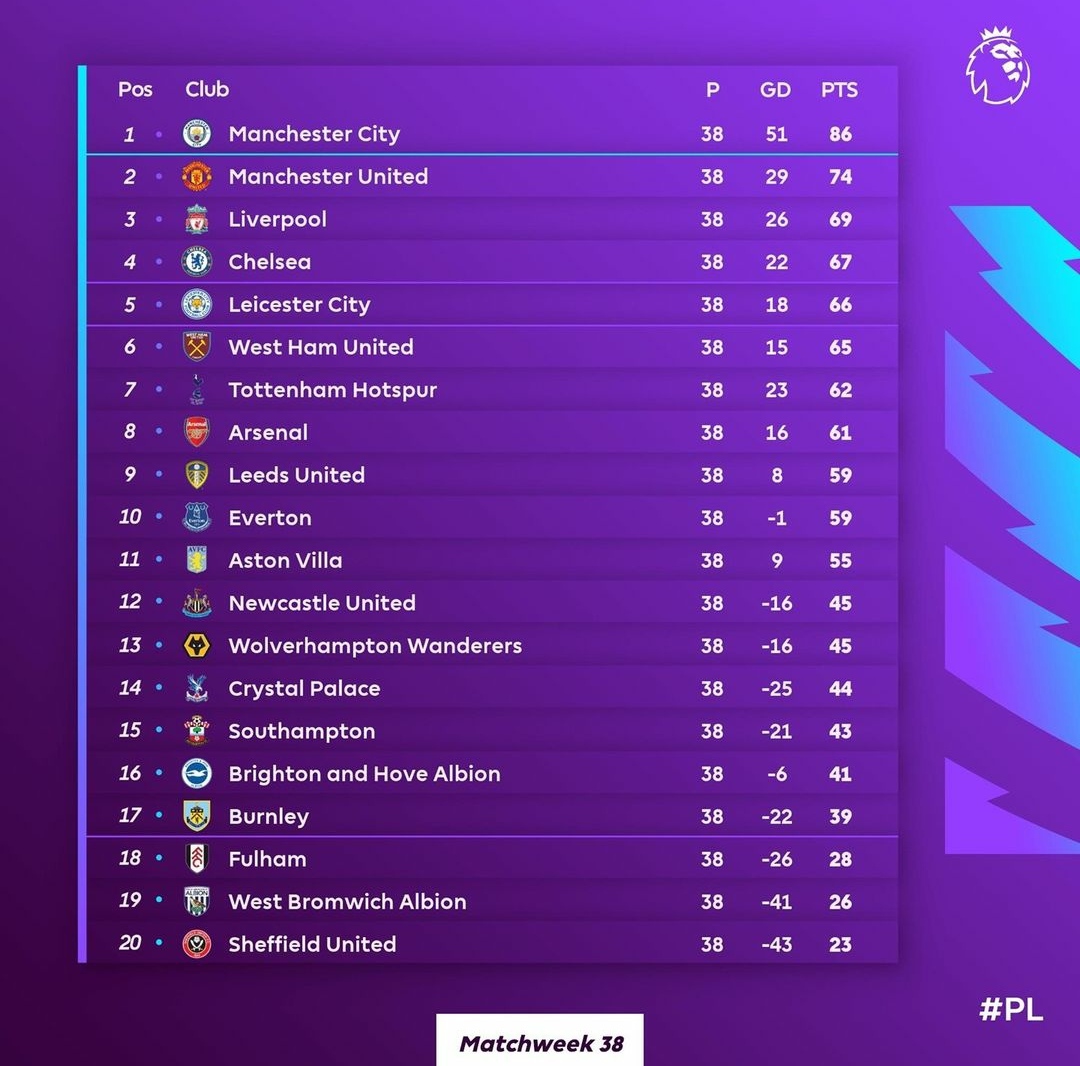 Pos Club P GD PTS
1 • Manchester City 38 51 86
2 • Manchester United 38 29 74
3 • Liverpool 38 26 69
4 • Chelsea 38 22 67
5 • Leicester City 38 18 66
6 • West Ham United 38 15 65
7 • Tottenham Hotspur 38 23 62
8 • Arsenal 38 16 61
9 • Leeds United 38 8 59
10 • Everton 38 -1 59
11 • Aston Villa 38 9 55
12 • Newcastle United 38 -16 45
13 • Wolverhampton Wanderers 38 -16 45
14 • Crystal Palace 38 -25 44
15 • Southampton 38 -21 43
16 • Brighton and Hove Albion 38 -6 41
17 • Burnley 38 -22 39
18 • Fulham 38 -26 28
19 • West Bromwich Albion 38 -41 26
20 • Sheffield United 38 -43 23
#PL
Matchweek 38